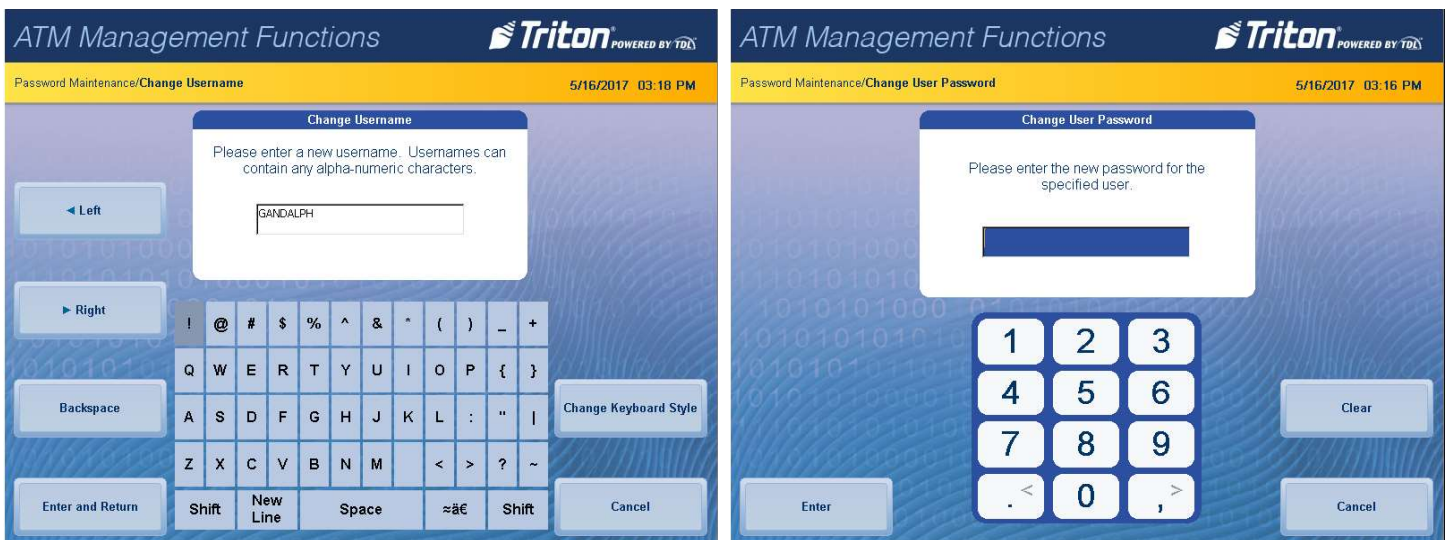 ATM Management Functions
Triton® POWERED BY TDL
Password Maintenance/Change Username
5/16/2017 03:18 PM
Change Username
Please enter a new username. Usernames can
contain any alpha-numeric characters.
GANDALPH
◄ Left
► Right
Backspace
Enter and Return
! @ # $ % ^ & * ( ) _ +
Q W E R T Y U I O P { }
A S D F G H J K L : " |
Z X C V B N M < > ? ~
Shift New Line Space ≈ä€ Shift
Change Keyboard Style
Cancel
ATM Management Functions
Triton® POWERED BY TDL
Password Maintenance/Change User Password
5/16/2017 03:16 PM
Change User Password
Please enter the new password for the
specified user.
1 2 3
4 5 6
7 8 9
. < 0 , >
Enter
Clear
Cancel